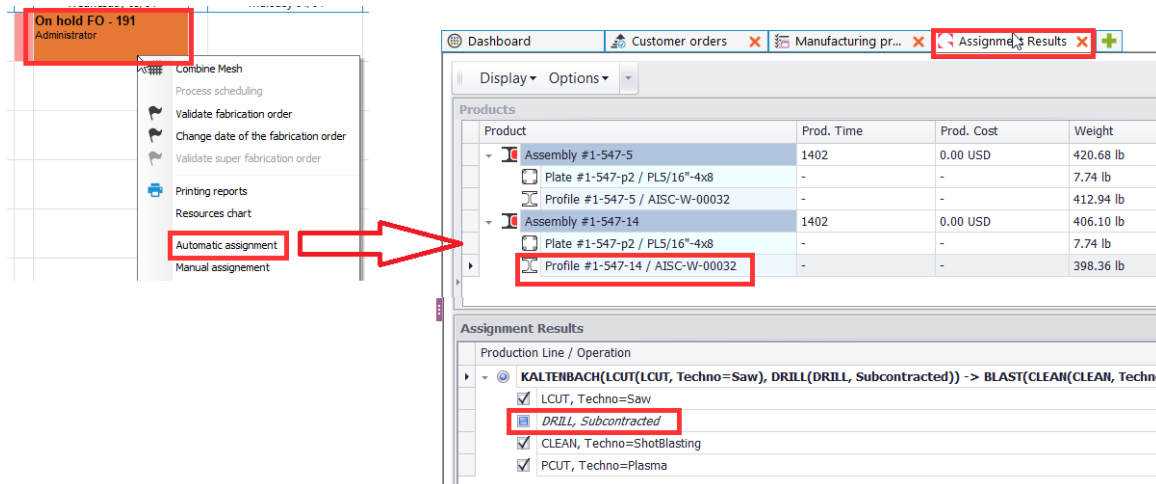 On hold FO - 191
Administrator
Combine Mesh
Process scheduling
Validate fabrication order
Change date of the fabrication order
Validate super fabrication order
Printing reports
Resources chart
Automatic assignment
Manual assignement
Dashboard Customer orders Manufacturing pr... Assignment Results
Display Options
Products
Product Prod. Time Prod. Cost Weight
Assembly #1-547-5 1402 0.00 USD 420.68 lb
Plate #1-547-p2 / PL5/16"-4x8 - - 7.74 lb
Profile #1-547-5 / AISC-W-00032 - - 412.94 lb
Assembly #1-547-14 1402 0.00 USD 406.10 lb
Plate #1-547-p2 / PL5/16"-4x8 - - 7.74 lb
Profile #1-547-14 / AISC-W-00032 - - 398.36 lb
Assignment Results
Production Line / Operation
KALTENBACH(LCUT(LCUT, Techno=Saw), DRILL(DRILL, Subcontracted)) -> BLAST(CLEAN(CLEAN, Techn
LCUT, Techno=Saw
DRILL, Subcontracted
CLEAN, Techno=ShotBlasting
PCUT, Techno=Plasma